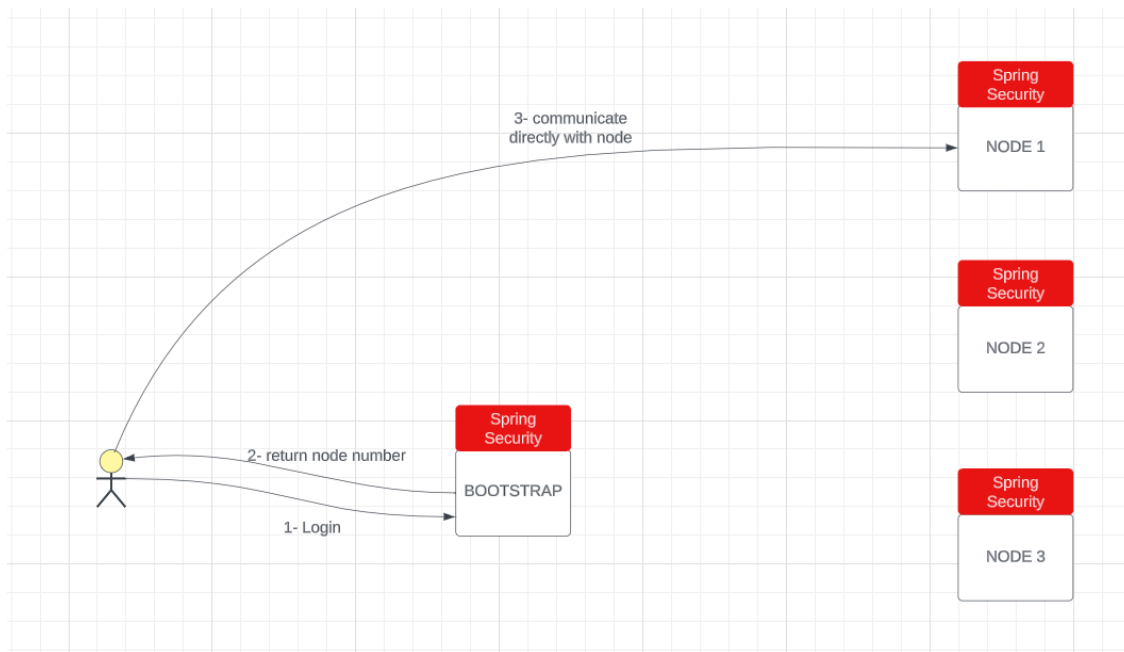 Spring
Security
NODE 1
3- communicate
directly with node
Spring
Security
NODE 2
Spring
Security
BOOTSTRAP
2- return node number
1- Login
Spring
Security
NODE 3